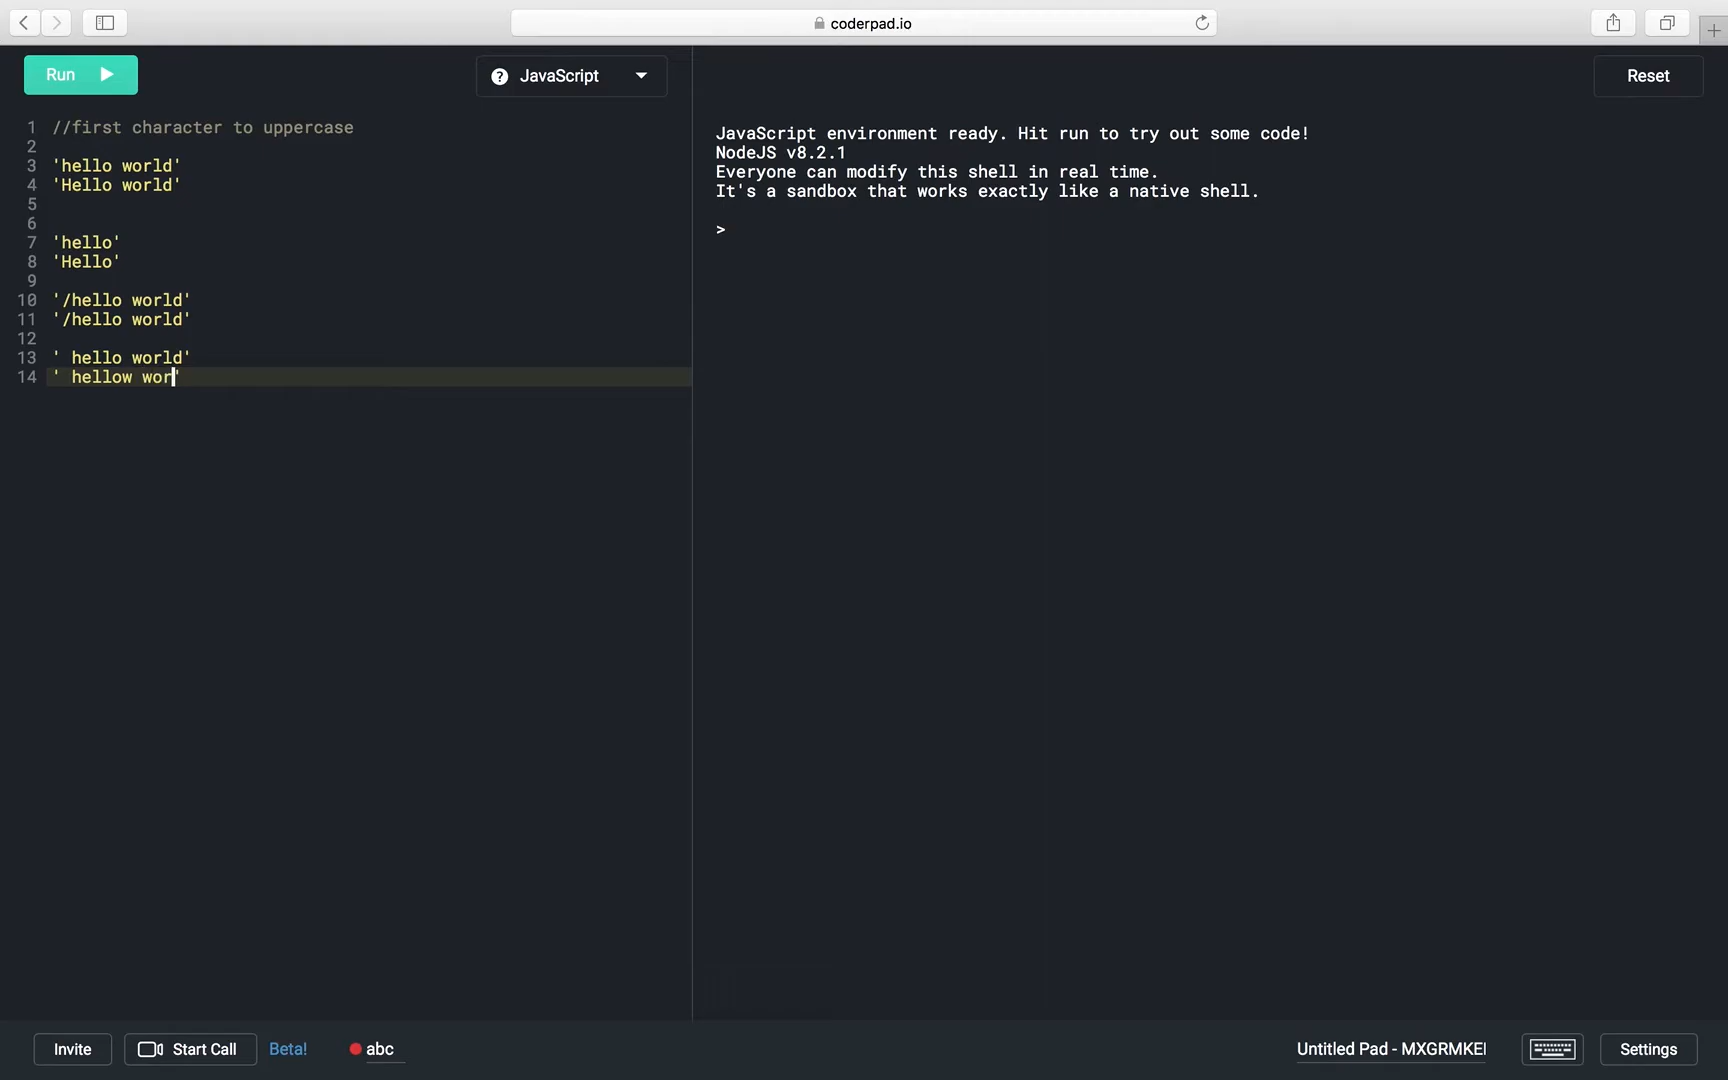 coderpad.io
Run
JavaScript
Reset
1 //first character to uppercase
2
3 'hello world'
4 'Hello world'
5
6
7 'hello'
8 'Hello'
9
10 '/hello world'
11 '/hello world'
12
13 ' hello world'
14 ' hellow wor'
JavaScript environment ready. Hit run to try out some code!
NodeJS v8.2.1
Everyone can modify this shell in real time.
It's a sandbox that works exactly like a native shell.
>
Invite
Start Call
Beta!
abc
Untitled Pad - MXGRMKEI
Settings